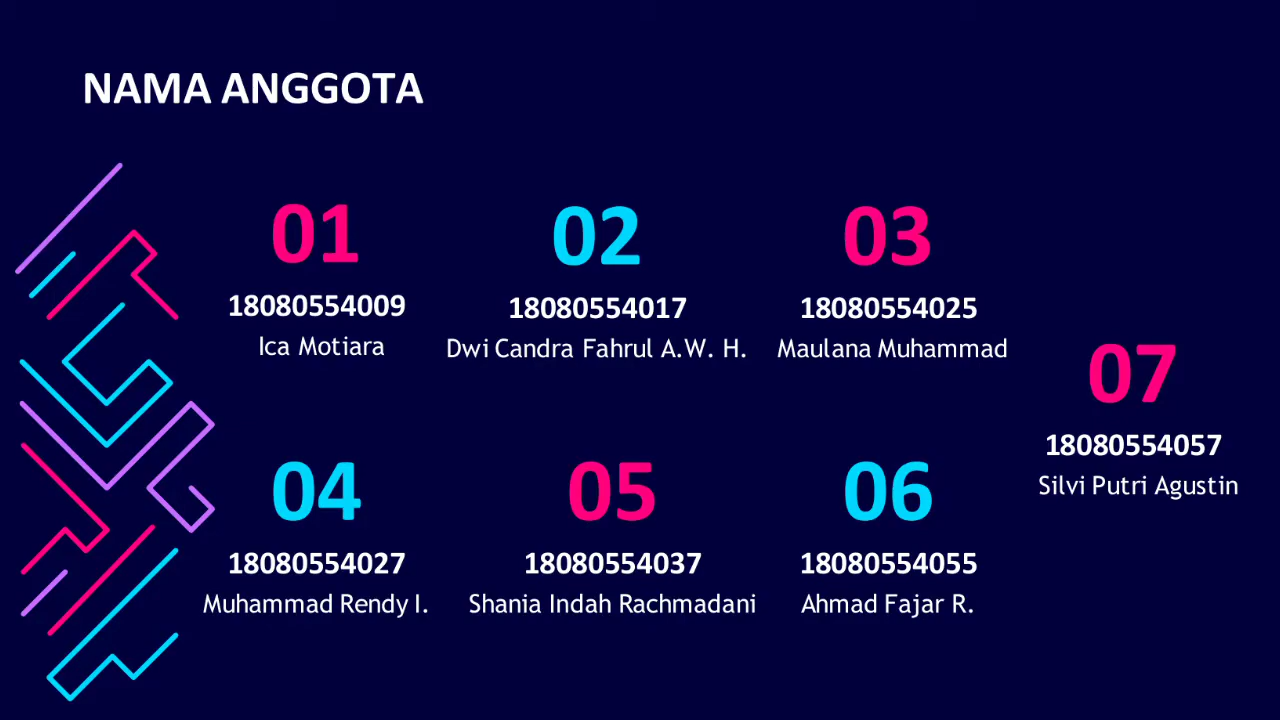 NAMA ANGGOTA
01
18080554009
Ica Motiara
02
18080554017
Dwi Candra Fahrul A.W. H.
03
18080554025
Maulana Muhammad
04
18080554027
Muhammad Rendy I.
05
18080554037
Shania Indah Rachmadani
06
18080554055
Ahmad Fajar R.
07
18080554057
Silvi Putri Agustin